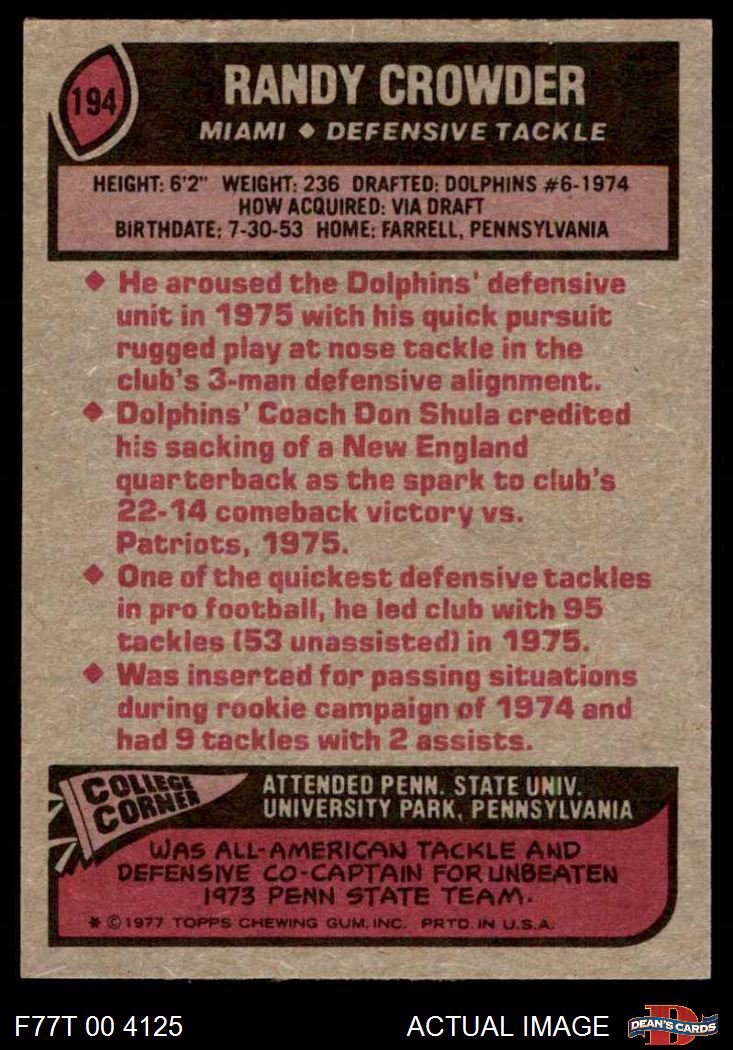 194
RANDY CROWDER
MIAMI ◆ DEFENSIVE TACKLE
HEIGHT: 6'2" WEIGHT: 236 DRAFTED: DOLPHINS #6-1974
HOW ACQUIRED: VIA DRAFT
BIRTHDATE: 7-30-53 HOME: FARRELL, PENNSYLVANIA
◆ He aroused the Dolphins' defensive
unit in 1975 with his quick pursuit
rugged play at nose tackle in the
club's 3-man defensive alignment.
◆ Dolphins' Coach Don Shula credited
his sacking of a New England
quarterback as the spark to club's
22-14 comeback victory vs.
Patriots, 1975.
◆ One of the quickest defensive tackles
in pro football, he led club with 95
tackles (53 unassisted) in 1975.
◆ Was inserted for passing situations
during rookie campaign of 1974 and
had 9 tackles with 2 assists.
COLLEGE
CORNER
ATTENDED PENN. STATE UNIV.
UNIVERSITY PARK, PENNSYLVANIA
WAS ALL-AMERICAN TACKLE AND
DEFENSIVE CO-CAPTAIN FOR UNBEATEN
1973 PENN STATE TEAM.
* © 1977 TOPPS CHEWING GUM, INC. PRTD. IN U.S.A.
F77T 00 4125
ACTUAL IMAGE
D
DEAN'S CARDS